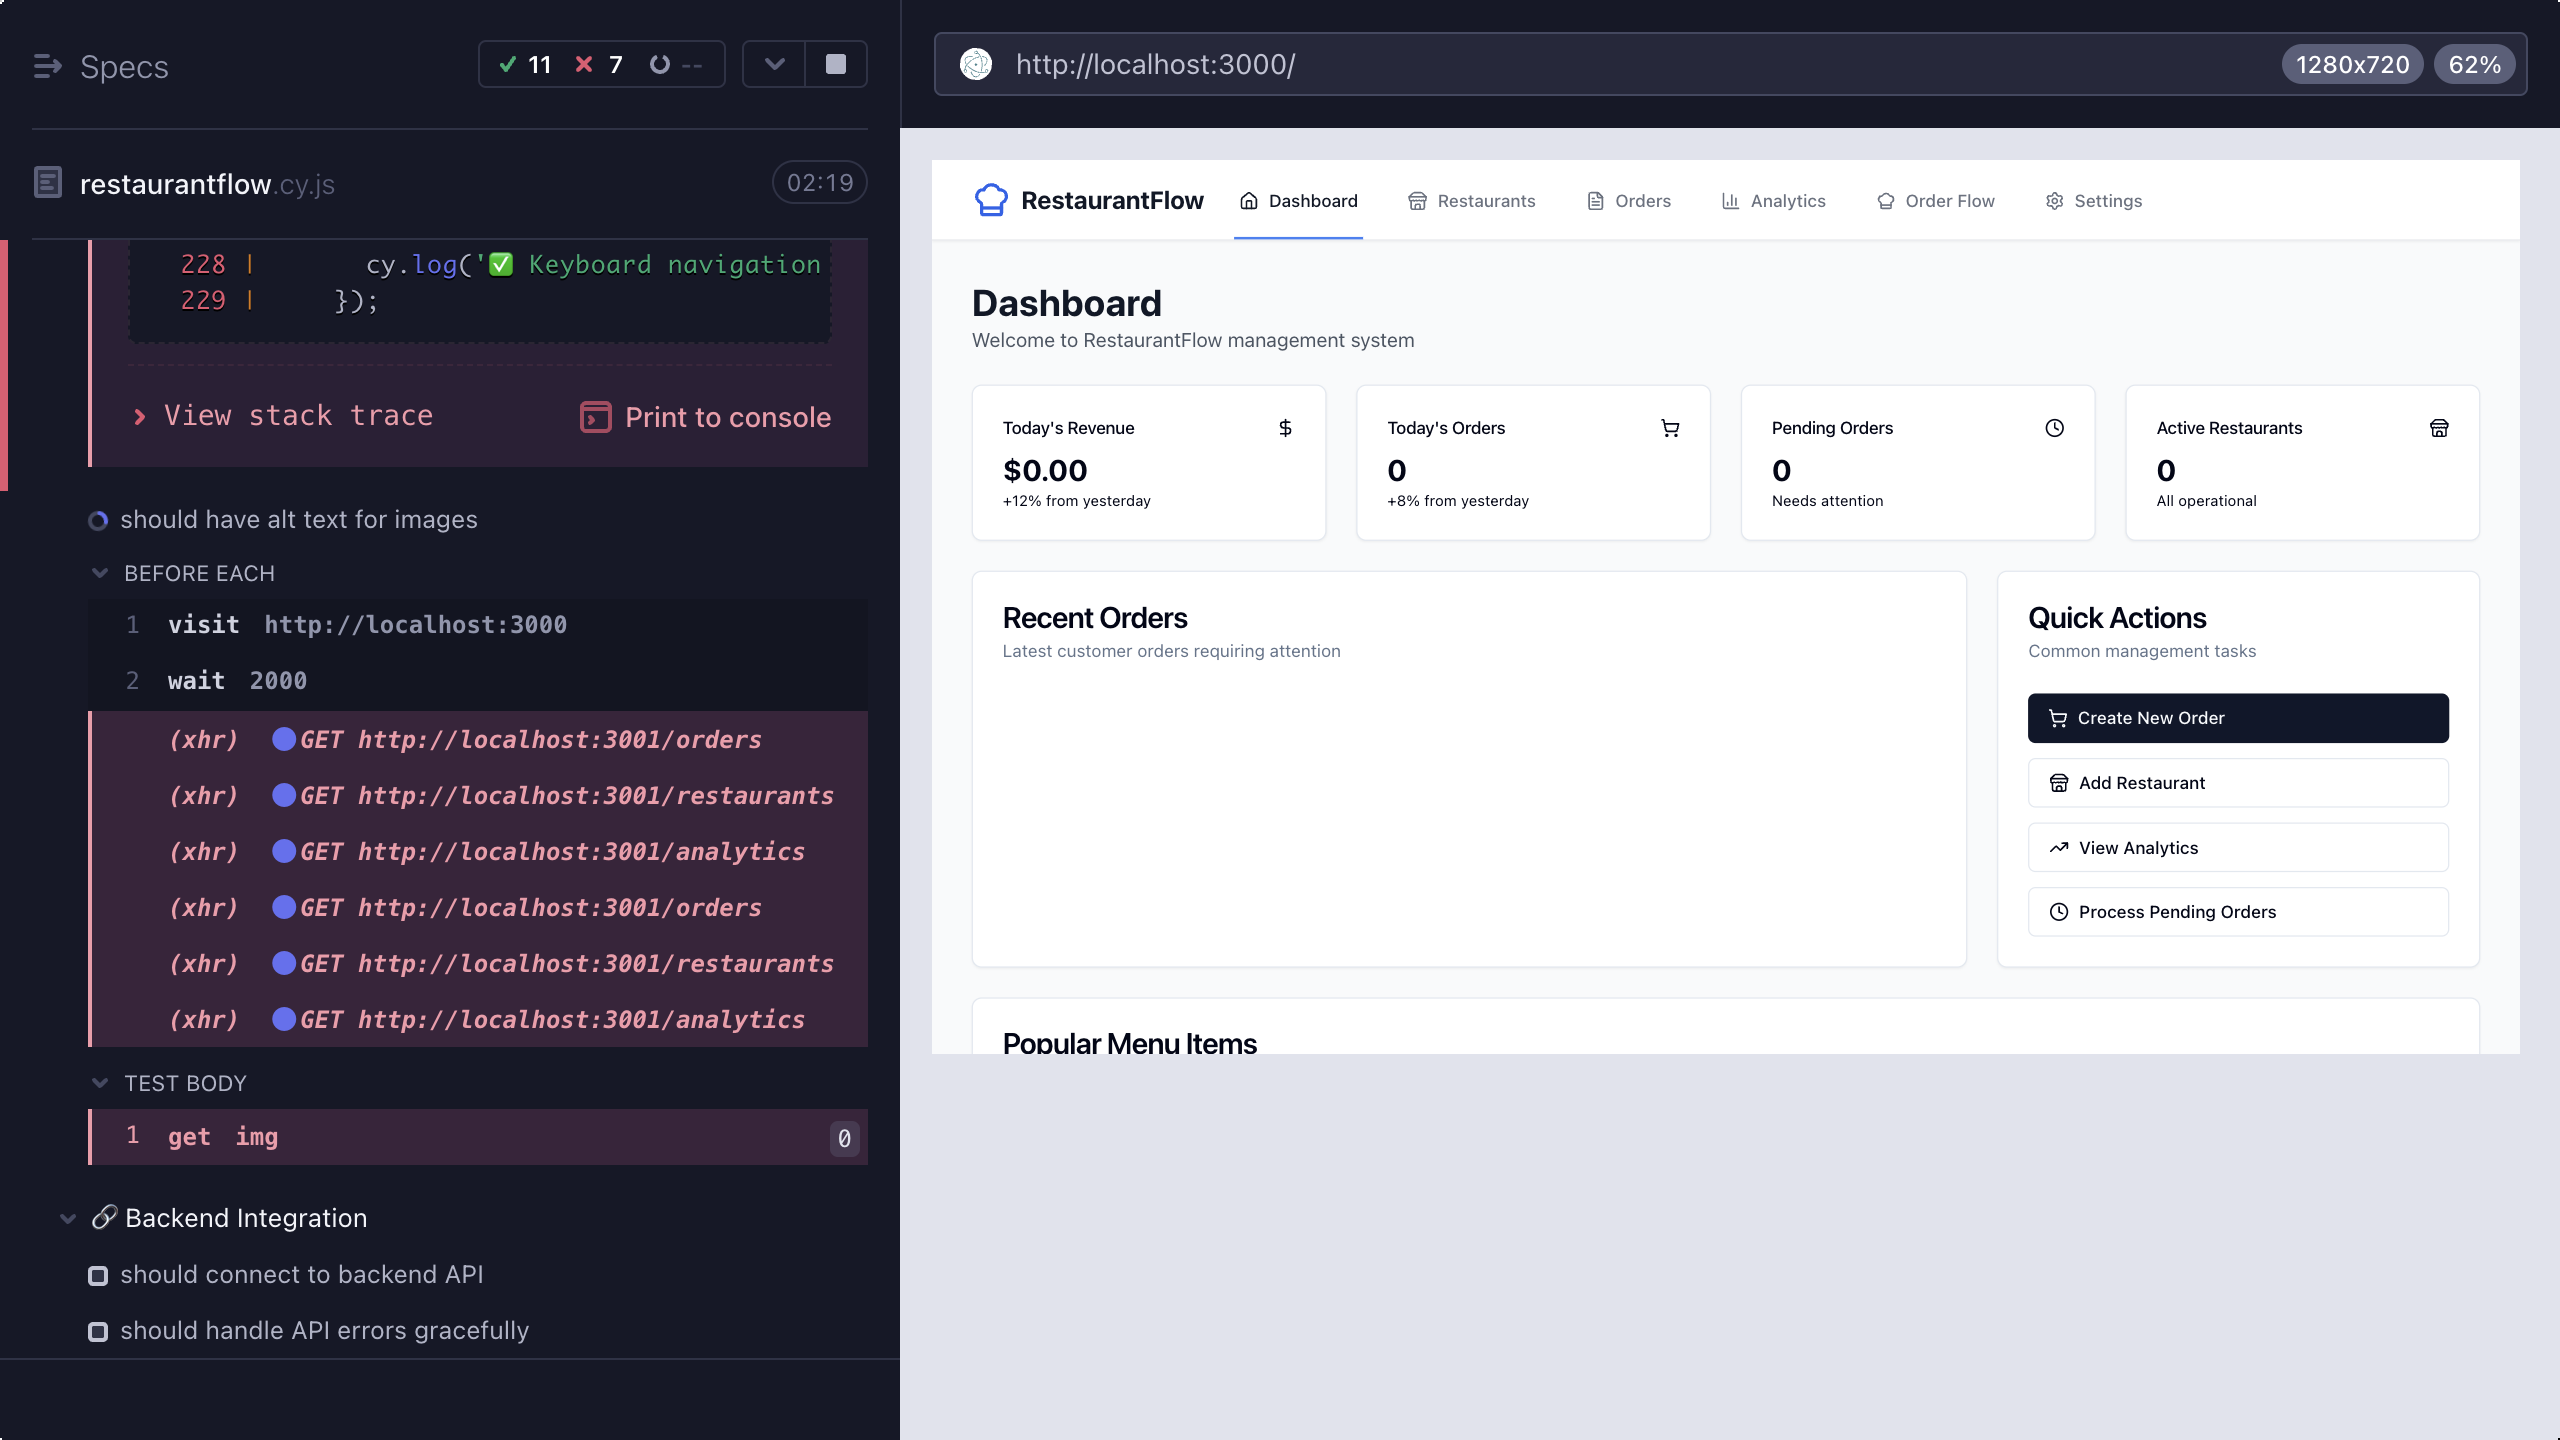 Specs
11 7 --
restaurantflow.cy.js
02:19
228 | cy.log('✅ Keyboard navigation
229 | });
View stack trace
Print to console
should have alt text for images
BEFORE EACH
1 visit http://localhost:3000
2 wait 2000
(xhr) GET http://localhost:3001/orders
(xhr) GET http://localhost:3001/restaurants
(xhr) GET http://localhost:3001/analytics
(xhr) GET http://localhost:3001/orders
(xhr) GET http://localhost:3001/restaurants
(xhr) GET http://localhost:3001/analytics
TEST BODY
1 get img 0
🔗 Backend Integration
should connect to backend API
should handle API errors gracefully
http://localhost:3000/
1280x720 62%
RestaurantFlow
Dashboard Restaurants Orders Analytics Order Flow Settings
Dashboard
Welcome to RestaurantFlow management system
Today's Revenue
$0.00
+12% from yesterday
Today's Orders
0
+8% from yesterday
Pending Orders
0
Needs attention
Active Restaurants
0
All operational
Recent Orders
Latest customer orders requiring attention
Quick Actions
Common management tasks
Create New Order
Add Restaurant
View Analytics
Process Pending Orders
Popular Menu Items